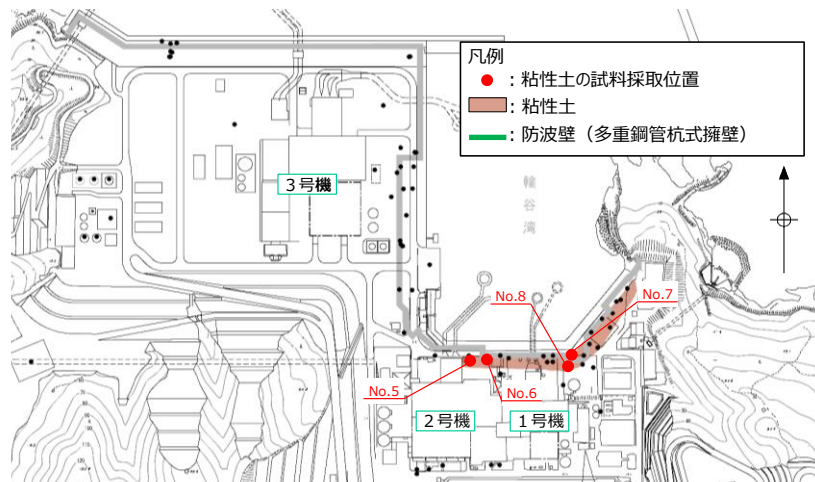 凡例
：粘性土の試料採取位置
：粘性土
：防波壁（多重鋼管杭式擁壁）
３号機
輪谷湾
No.8
No.7
No.5
No.6
２号機
１号機